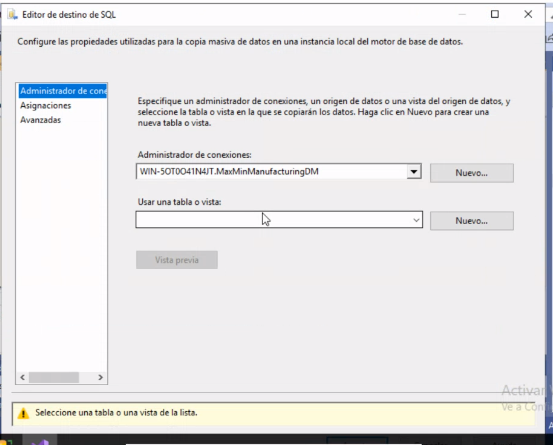 Editor de destino de SQL
Configure las propiedades utilizadas para la copia masiva de datos en una instancia local del motor de base de datos.
Administrador de cone
Asignaciones
Avanzadas
Especifique un administrador de conexiones, un origen de datos o una vista del origen de datos, y
seleccione la tabla o vista en la que se copiarán los datos. Haga clic en Nuevo para crear una
nueva tabla o vista.
Administrador de conexiones:
WIN-5OT0O41N4JT.MaxMinManufacturingDM
Nuevo...
Usar una tabla o vista:
Nuevo...
Vista previa
Activar
Ve a Con
Seleccione una tabla o una vista de la lista.